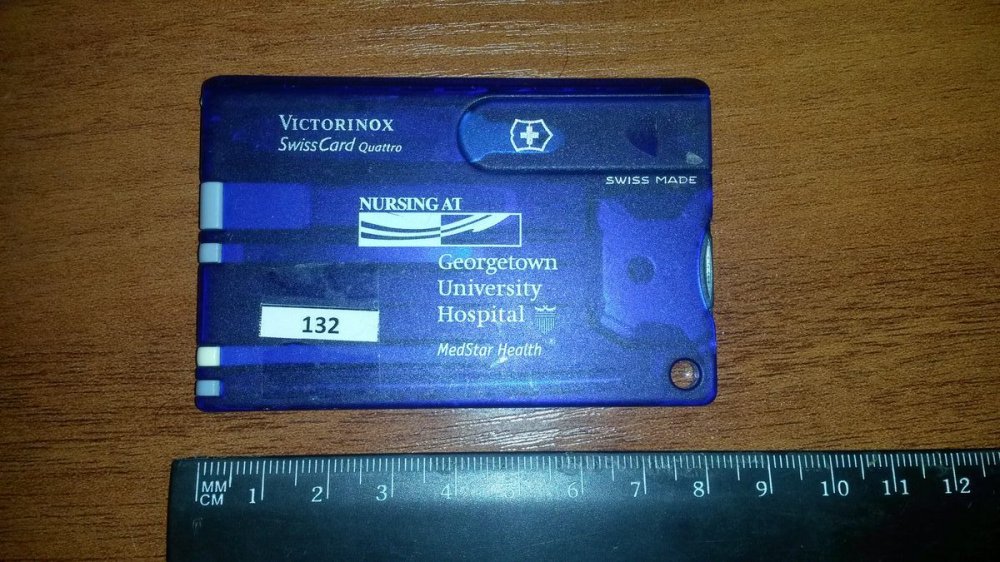 VICTORINOX
SwissCard Quattro
SWISS MADE
NURSING AT
Georgetown
University
Hospital
132
MedStar Health
MM
CM 1 2 3 4 5 6 7 8 9 10 11 12